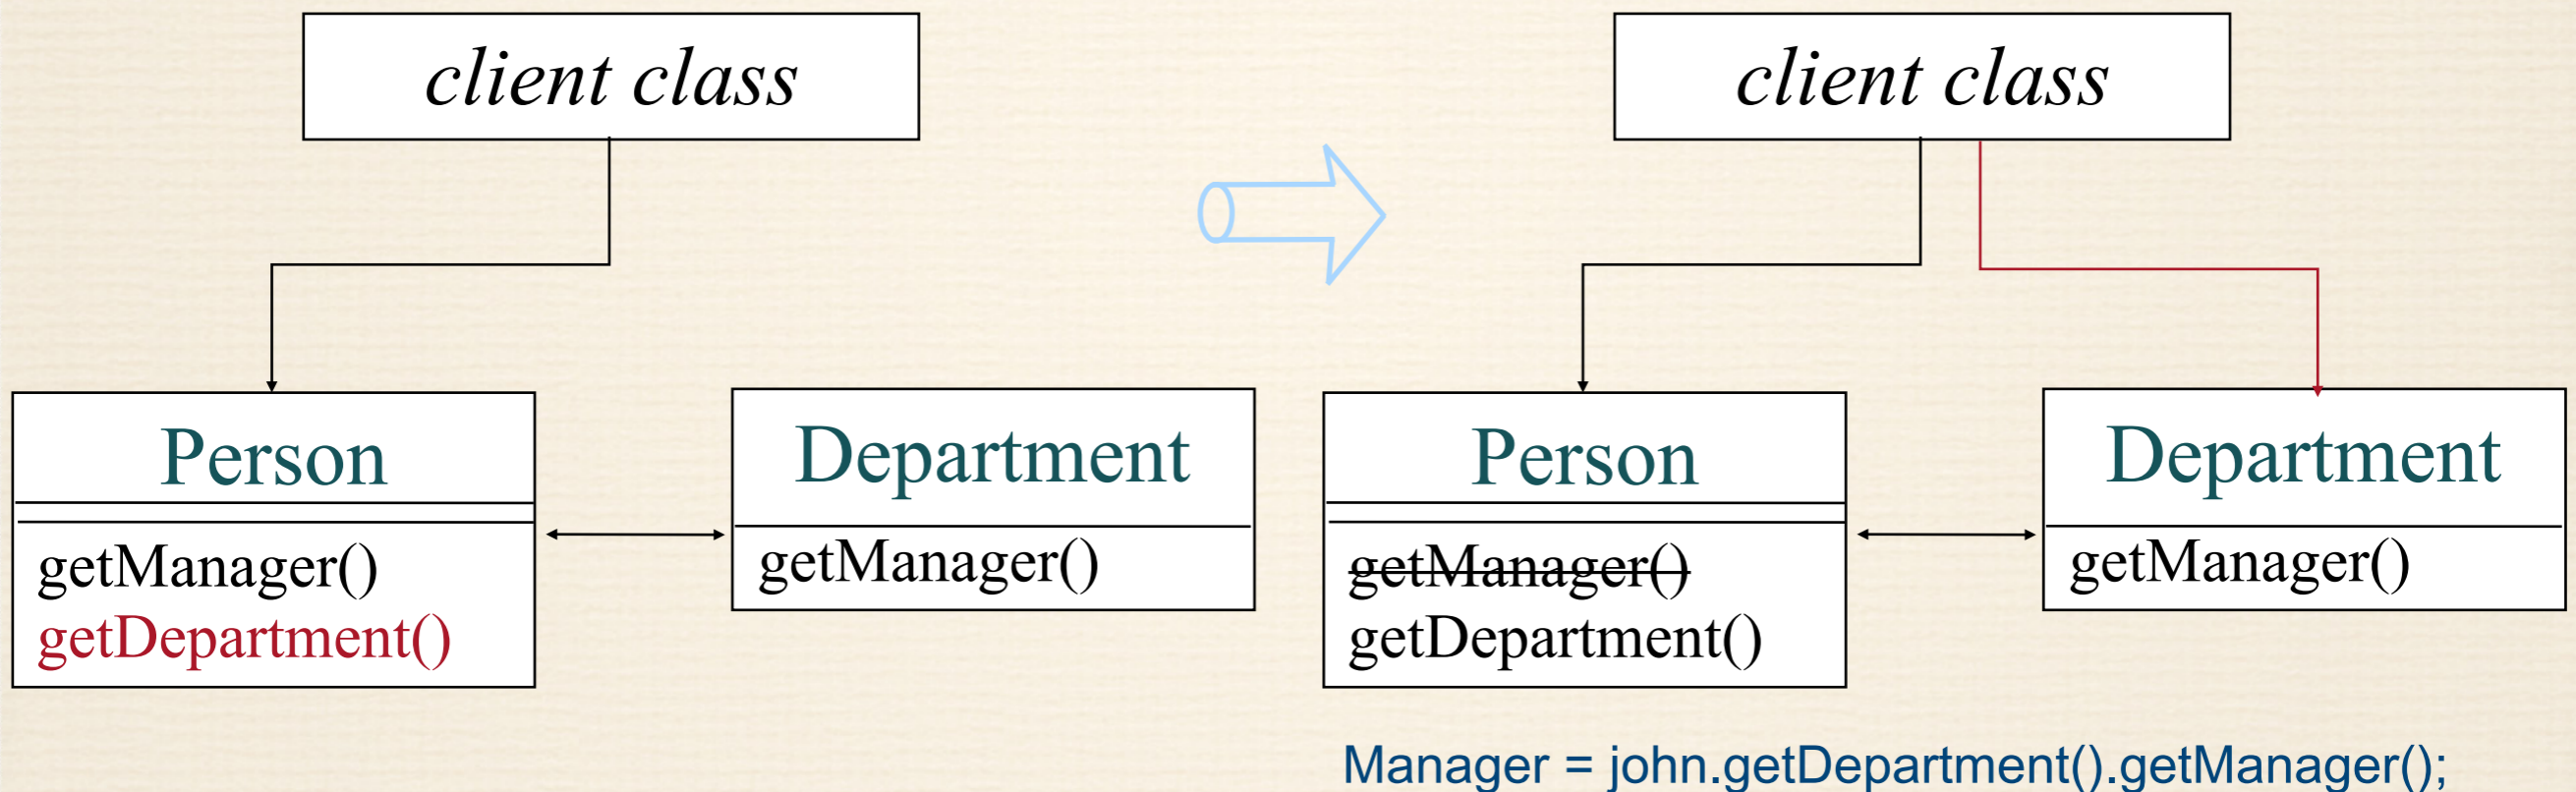 client class
client class
Person
Department
Person
Department
getManager()
getDepartment()
getManager()
getManager()
getDepartment()
getManager()
Manager = john.getDepartment().getManager();